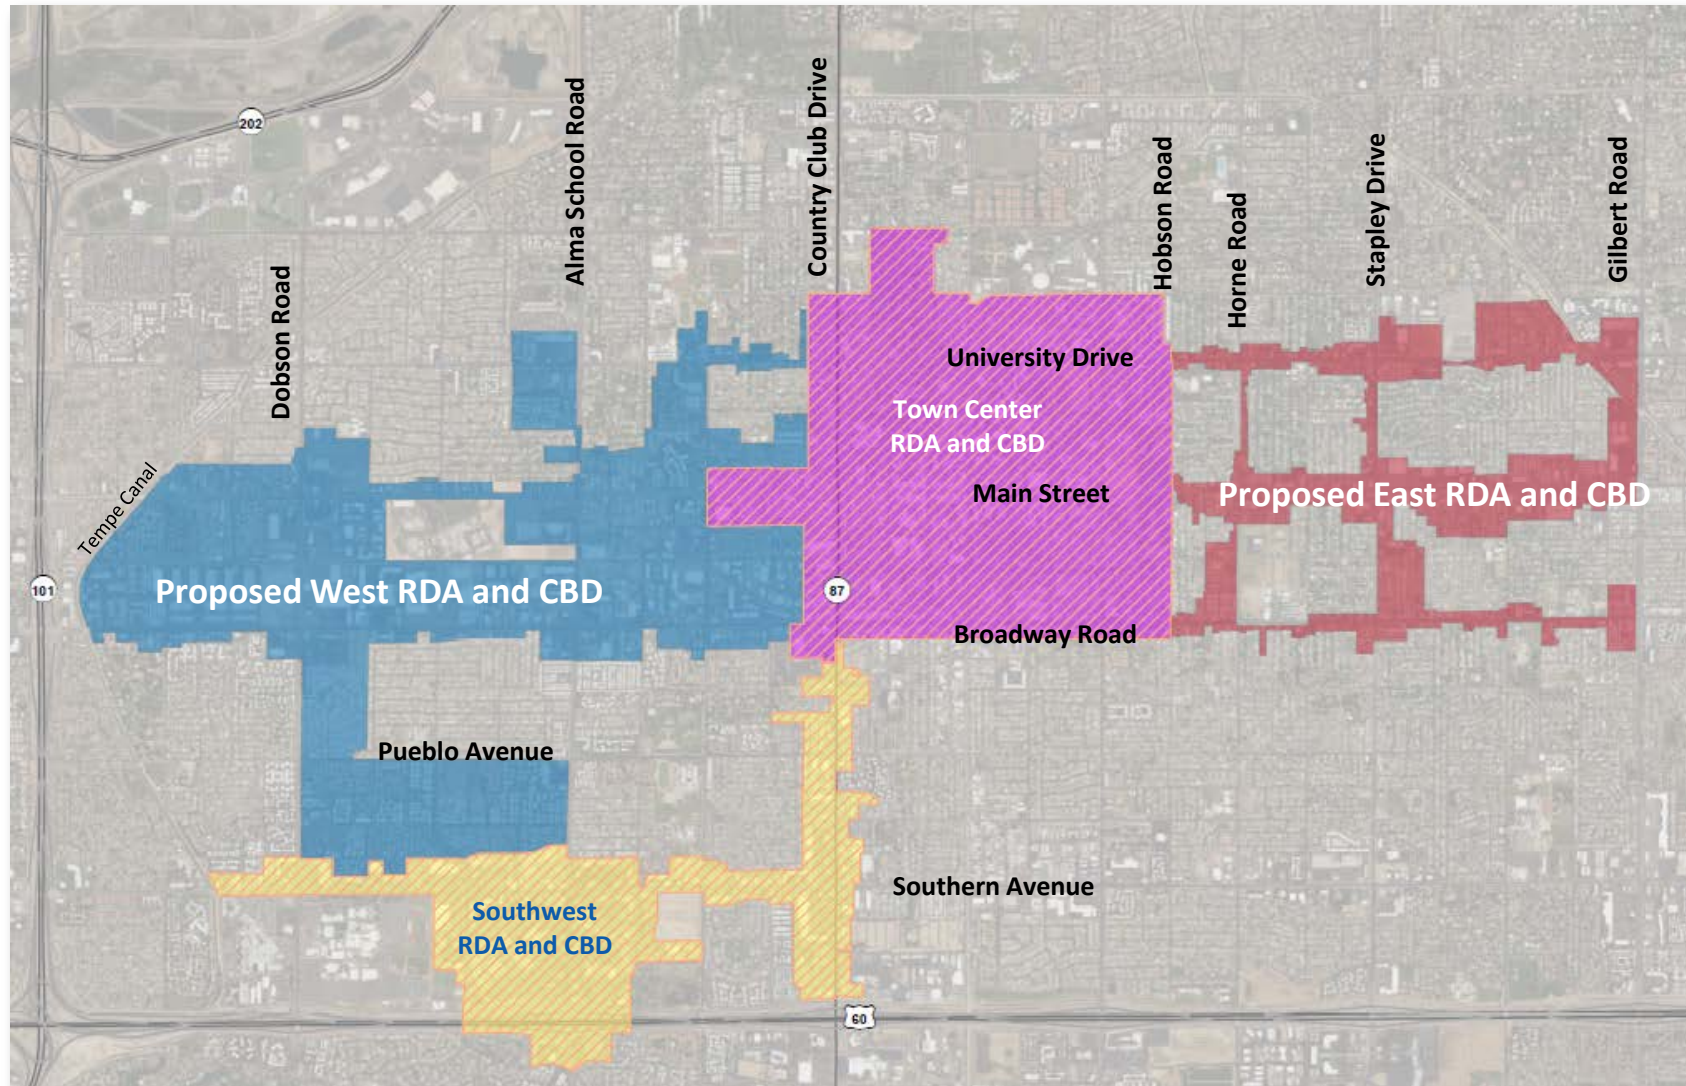 202
Alma School Road
Country Club Drive
Dobson Road
Hobson Road
Horne Road
Stapley Drive
Gilbert Road
University Drive
Town Center
RDA and CBD
Main Street
Proposed East RDA and CBD
Tempe Canal
101
Proposed West RDA and CBD
87
Broadway Road
Pueblo Avenue
Southern Avenue
Southwest
RDA and CBD
60